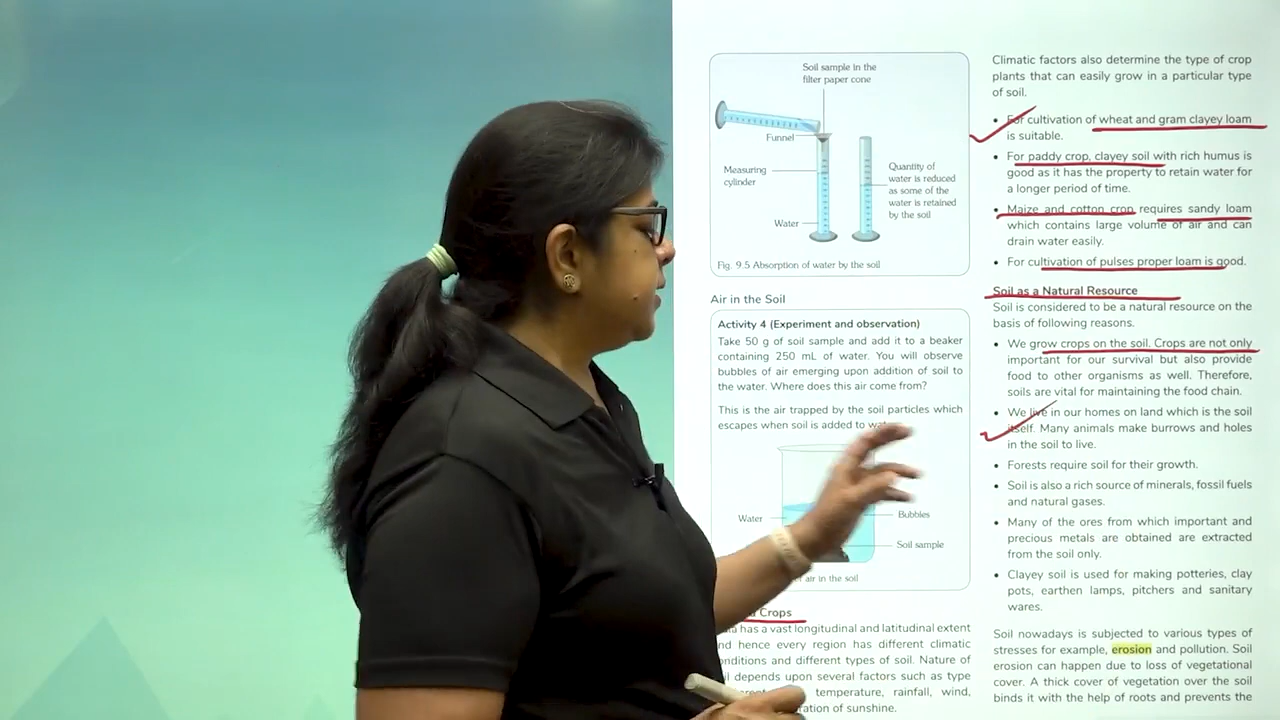 Soil sample in the
filter paper cone
Funnel
Measuring
cylinder
Quantity of
water is reduced
as some of the
water is retained
by the soil
Water
Fig. 9.5 Absorption of water by the soil
Air in the Soil
Activity 4 (Experiment and observation)
Take 50 g of soil sample and add it to a beaker
containing 250 mL of water. You will observe
bubbles of air emerging upon addition of soil to
the water. Where does this air come from?
This is the air trapped by the soil particles which
escapes when soil is added to
Water
Bubbles
Soil sample
air in the soil
Crops
has a vast longitudinal and latitudinal extent
hence every region has different climatic
and different types of soil. Nature of
depends upon several factors such as type
temperature, rainfall, wind,
of sunshine.
Climatic factors also determine the type of crop
plants that can easily grow in a particular type
of soil.
• For cultivation of wheat and gram clayey loam
is suitable.
• For paddy crop, clayey soil with rich humus is
good as it has the property to retain water for
a longer period of time.
• Maize and cotton crop requires sandy loam
which contains large volume of air and can
drain water easily.
• For cultivation of pulses proper loam is good.
Soil as a Natural Resource
Soil is considered to be a natural resource on the
basis of following reasons.
• We grow crops on the soil. Crops are not only
important for our survival but also provide
food to other organisms as well. Therefore,
soils are vital for maintaining the food chain.
• We live in our homes on land which is the soil
itself. Many animals make burrows and holes
in the soil to live.
• Forests require soil for their growth.
• Soil is also a rich source of minerals, fossil fuels
and natural gases.
• Many of the ores from which important and
precious metals are obtained are extracted
from the soil only.
• Clayey soil is used for making potteries, clay
pots, earthen lamps, pitchers and sanitary
wares.
Soil nowadays is subjected to various types of
stresses for example, erosion and pollution. Soil
erosion can happen due to loss of vegetational
cover. A thick cover of vegetation over the soil
binds it with the help of roots and prevents the